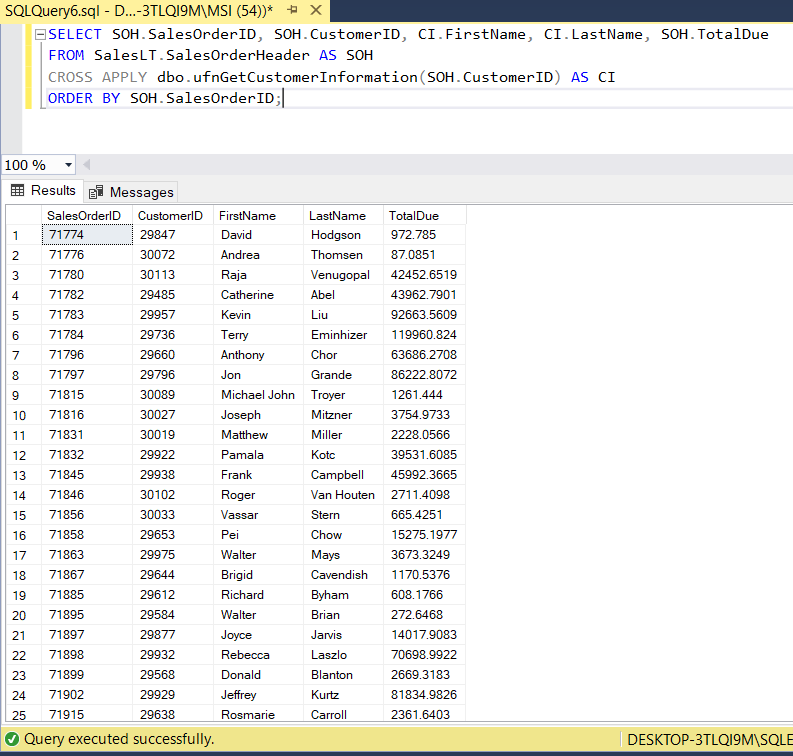 SQLQuery6.sql - D...-3TLQI9M\MSI (54))*
SELECT SOH.SalesOrderID, SOH.CustomerID, CI.FirstName, CI.LastName, SOH.TotalDue
FROM SalesLT.SalesOrderHeader AS SOH
CROSS APPLY dbo.ufnGetCustomerInformation(SOH.CustomerID) AS CI
ORDER BY SOH.SalesOrderID;
100 %
Results Messages
SalesOrderID CustomerID FirstName LastName TotalDue
1 71774 29847 David Hodgson 972.785
2 71776 30072 Andrea Thomsen 87.0851
3 71780 30113 Raja Venugopal 42452.6519
4 71782 29485 Catherine Abel 43962.7901
5 71783 29957 Kevin Liu 92663.5609
6 71784 29736 Terry Eminhizer 119960.824
7 71796 29660 Anthony Chor 63686.2708
8 71797 29796 Jon Grande 86222.8072
9 71815 30089 Michael John Troyer 1261.444
10 71816 30027 Joseph Mitzner 3754.9733
11 71831 30019 Matthew Miller 2228.0566
12 71832 29922 Pamala Kotc 39531.6085
13 71845 29938 Frank Campbell 45992.3665
14 71846 30102 Roger Van Houten 2711.4098
15 71856 30033 Vassar Stern 665.4251
16 71858 29653 Pei Chow 15275.1977
17 71863 29975 Walter Mays 3673.3249
18 71867 29644 Brigid Cavendish 1170.5376
19 71885 29612 Richard Byham 608.1766
20 71895 29584 Walter Brian 272.6468
21 71897 29877 Joyce Jarvis 14017.9083
22 71898 29932 Rebecca Laszlo 70698.9922
23 71899 29568 Donald Blanton 2669.3183
24 71902 29929 Jeffrey Kurtz 81834.9826
25 71915 29638 Rosmarie Carroll 2361.6403
Query executed successfully. DESKTOP-3TLQI9M\SQLE